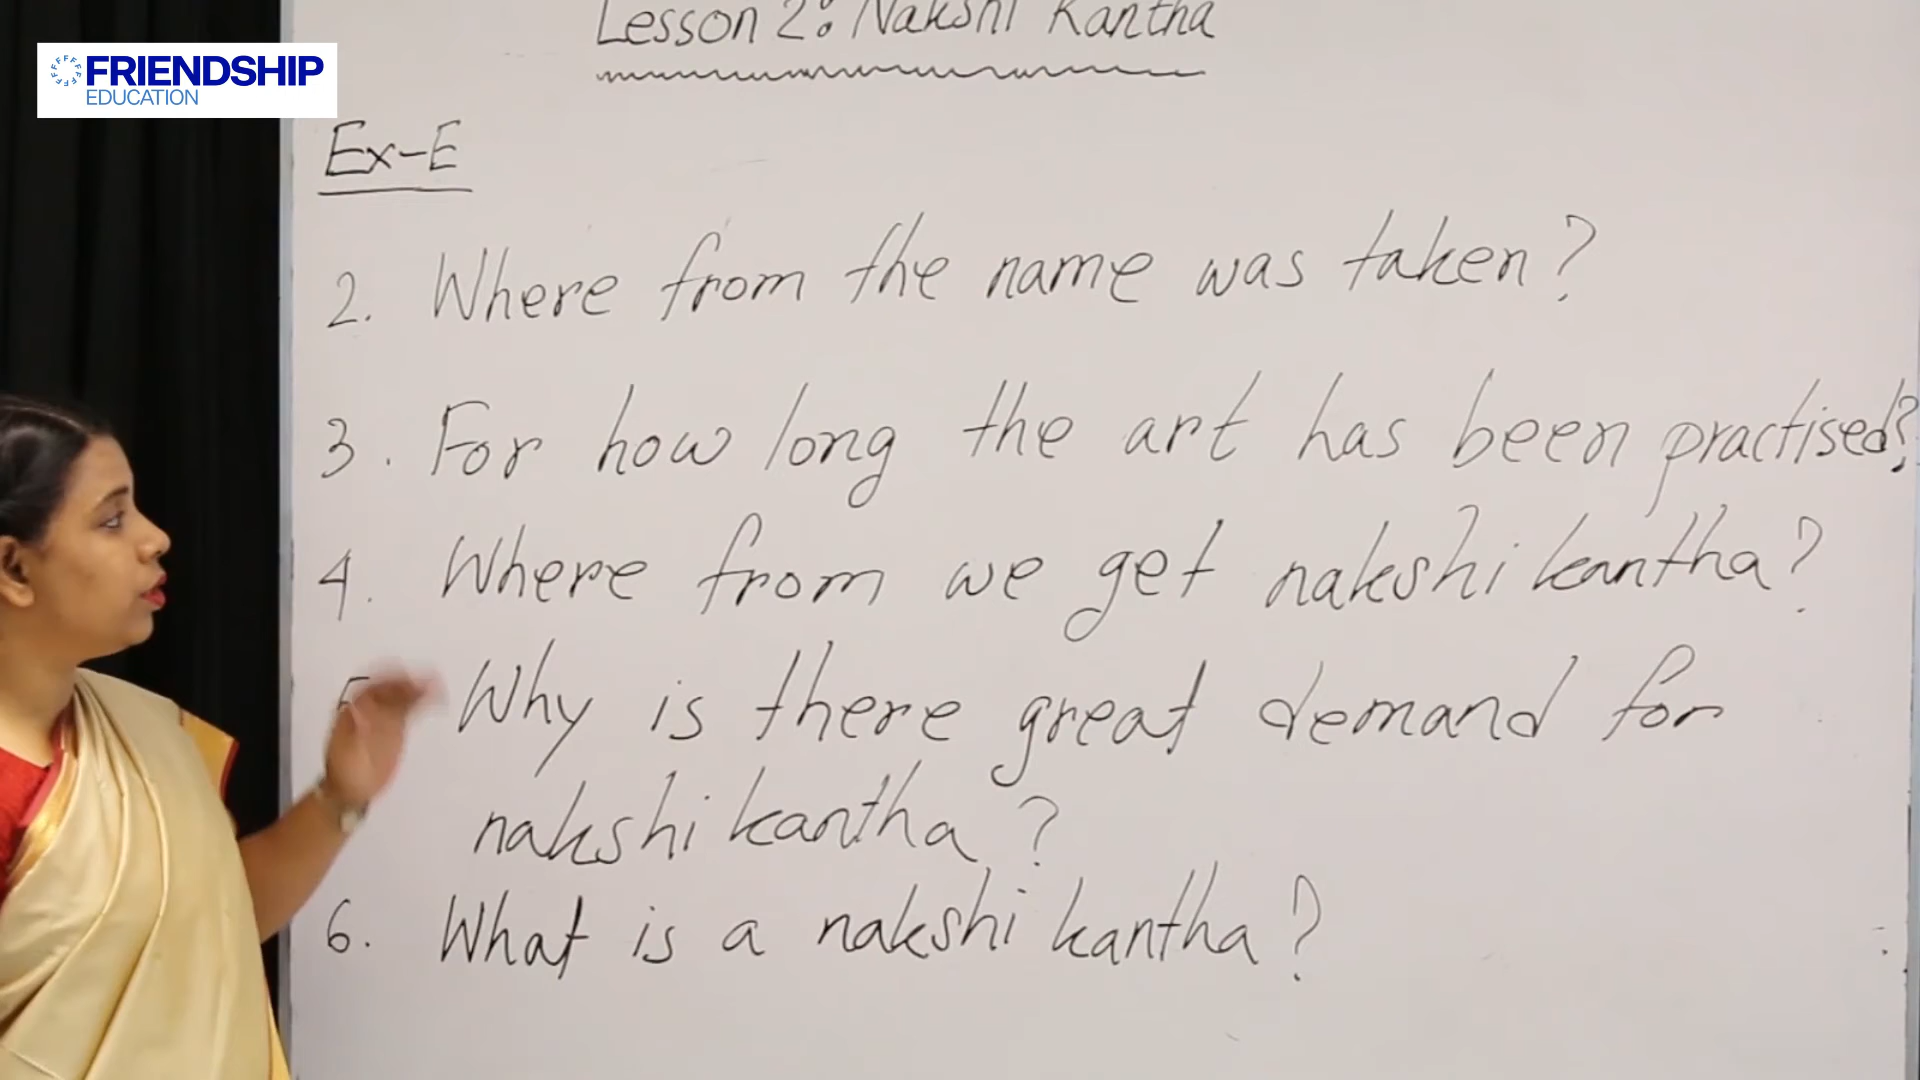 FRIENDSHIP
EDUCATION
Lesson 2: Nakshi Kantha
Ex-E
2. Where from the name was taken?
3. For how long the art has been practised?
4. Where from we get nakshi kantha?
5 Why is there great demand for
nakshi kantha?
6. What is a nakshi kantha?